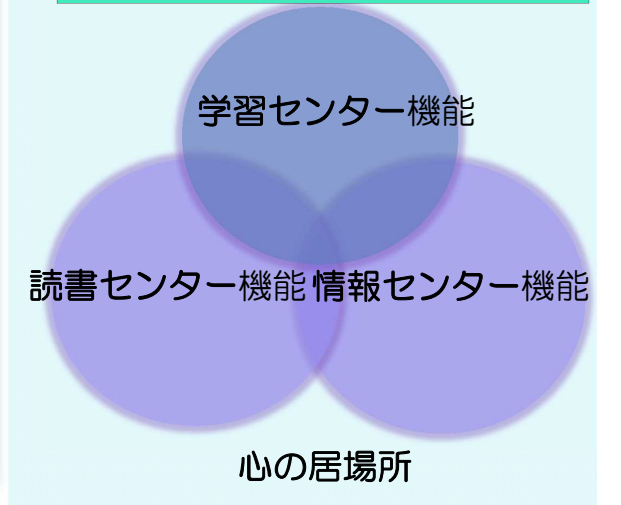 学習センター機能
読書センター機能
情報センター機能
心の居場所